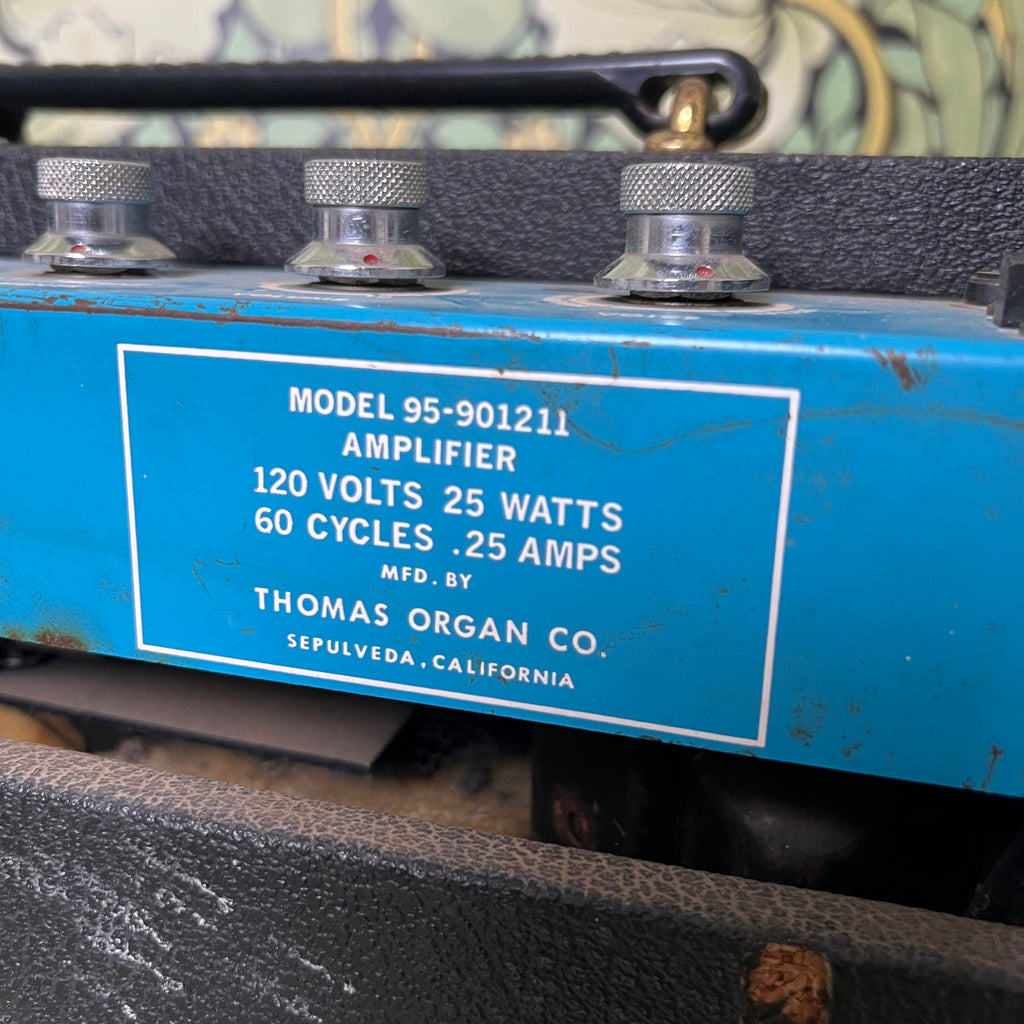 MODEL 95-901211
AMPLIFIER
120 VOLTS 25 WATTS
60 CYCLES .25 AMPS
MFD. BY
THOMAS ORGAN CO.
SEPULVEDA, CALIFORNIA